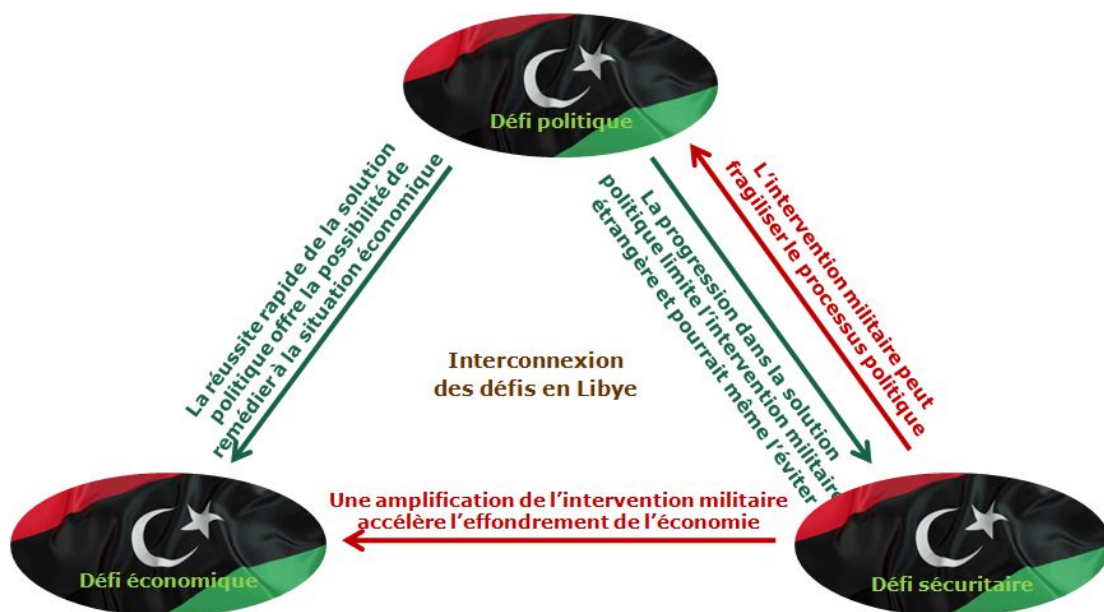 Défi politique
La réussite rapide de la solution
politique offre la possibilité de
remédier à la situation économique
La progression dans la solution
politique limite l'intervention militaire
étrangère et pourrait même l'éviter
L'intervention militaire peut
fragiliser le processus politique
Interconnexion
des défis en Libye
Une amplification de l'intervention militaire
accélère l'effondrement de l'économie
Défi économique
Défi sécuritaire